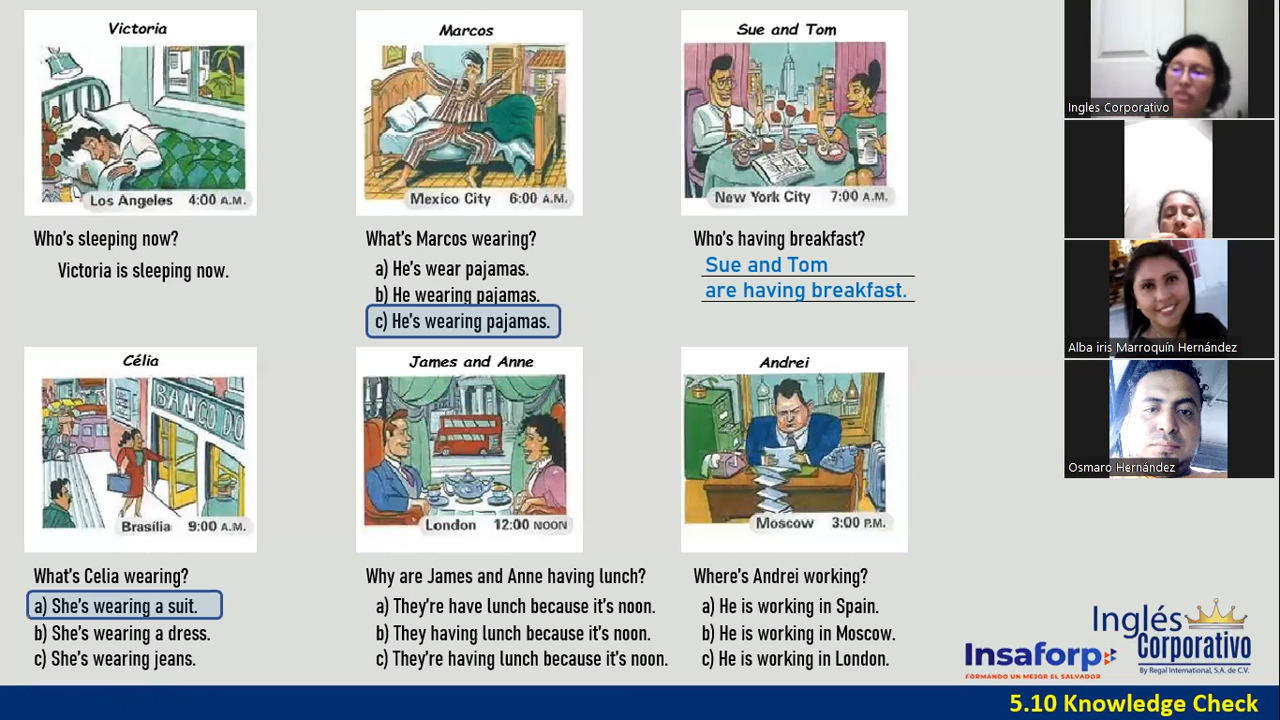 Victoria
Los Angeles 4:00 A.M.
Who's sleeping now?
Victoria is sleeping now.
Marcos
Mexico City 6:00 A.M.
What's Marcos wearing?
a) He's wear pajamas.
b) He wearing pajamas.
c) He's wearing pajamas.
Sue and Tom
New York City 7:00 A.M.
Who's having breakfast?
Sue and Tom
are having breakfast.
Célia
BANCO DO
Brasília 9:00 A.M.
What's Celia wearing?
a) She's wearing a suit.
b) She's wearing a dress.
c) She's wearing jeans.
James and Anne
London 12:00 NOON
Why are James and Anne having lunch?
a) They're have lunch because it's noon.
b) They having lunch because it's noon.
c) They're having lunch because it's noon.
Andrei
Moscow 3:00 P.M.
Where's Andrei working?
a) He is working in Spain.
b) He is working in Moscow.
c) He is working in London.
Ingles Corporativo
Alba iris Marroquín Hernández
Osmaro Hernández
Insaforp
FORMANDO UN MEJOR EL SALVADOR
Inglés
Corporativo
By Regal International, S.A. de C.V.
5.10 Knowledge Check